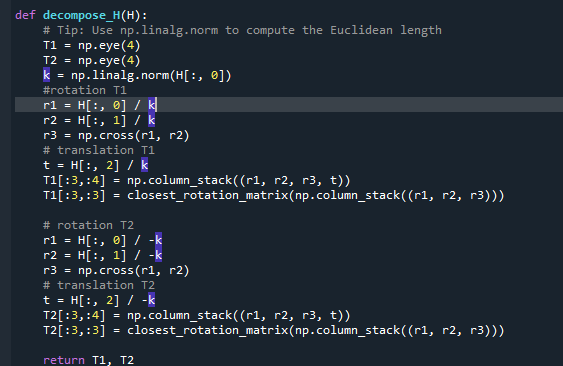 def decompose_H(H):
    # Tip: Use np.linalg.norm to compute the Euclidean length
    T1 = np.eye(4)
    T2 = np.eye(4)
    k = np.linalg.norm(H[:, 0])
    #rotation T1
    r1 = H[:, 0] / k
    r2 = H[:, 1] / k
    r3 = np.cross(r1, r2)
    # translation T1
    t = H[:, 2] / k
    T1[:3,:4] = np.column_stack((r1, r2, r3, t))
    T1[:3,:3] = closest_rotation_matrix(np.column_stack((r1, r2, r3)))

    # rotation T2
    r1 = H[:, 0] / -k
    r2 = H[:, 1] / -k
    r3 = np.cross(r1, r2)
    # translation T2
    t = H[:, 2] / -k
    T2[:3,:4] = np.column_stack((r1, r2, r3, t))
    T2[:3,:3] = closest_rotation_matrix(np.column_stack((r1, r2, r3)))

    return T1, T2